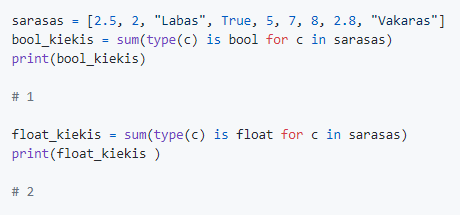 sarasas = [2.5, 2, "Labas", True, 5, 7, 8, 2.8, "Vakaras"]
bool_kiekis = sum(type(c) is bool for c in sarasas)
print(bool_kiekis)
# 1
float_kiekis = sum(type(c) is float for c in sarasas)
print(float_kiekis )
# 2